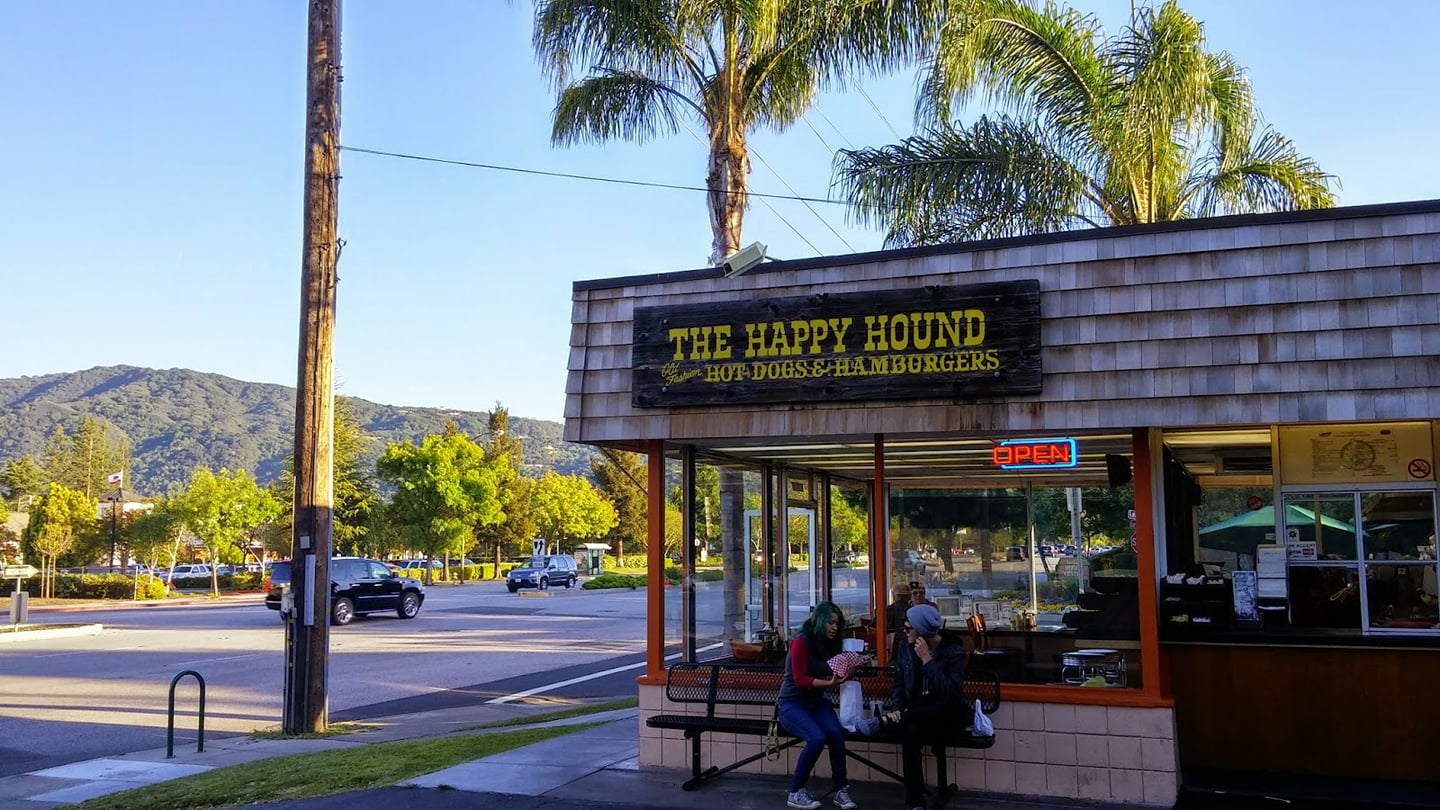 THE HAPPY HOUND
Old Fashion HOT DOGS & HAMBURGERS
OPEN